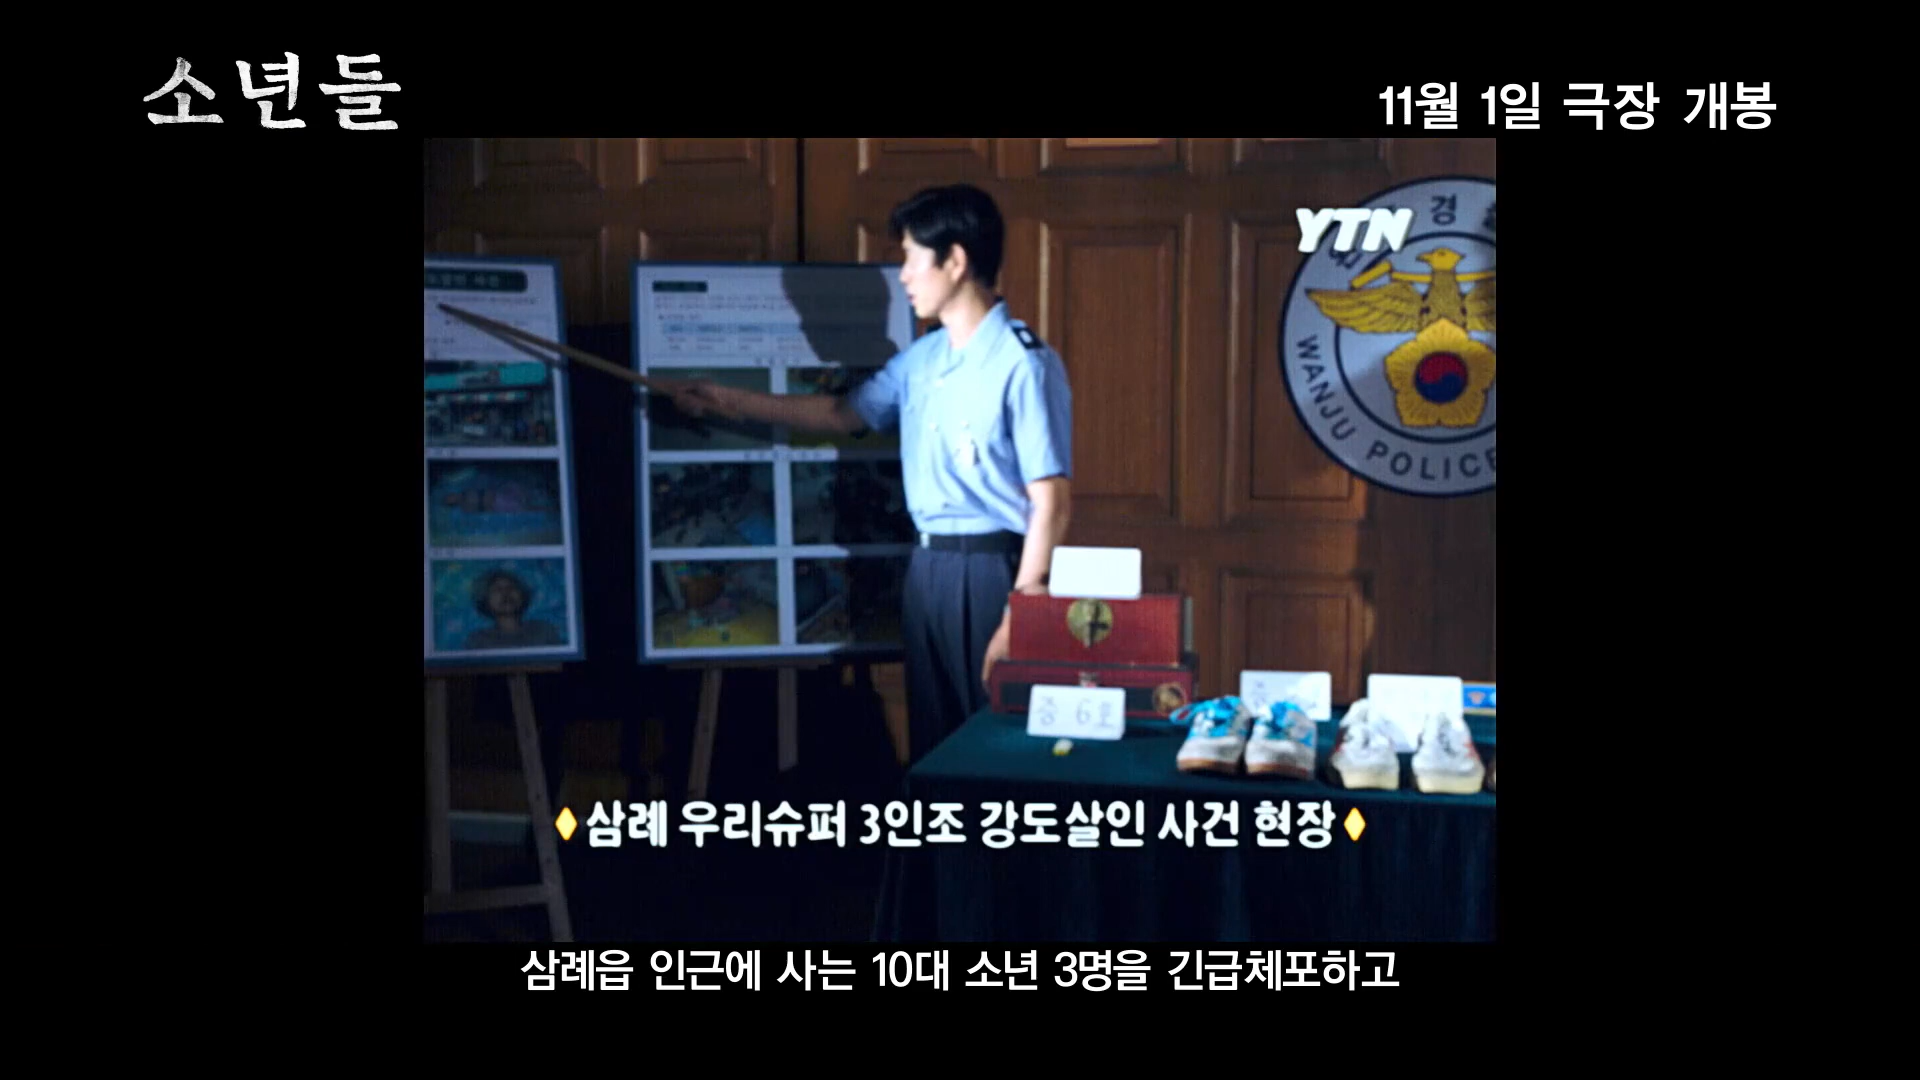 소년들
11월 1일 극장 개봉
YTN
경찰
WANJU POLICE
증 6호
삼례 우리슈퍼 3인조 강도살인 사건 현장
삼례읍 인근에 사는 10대 소년 3명을 긴급체포하고